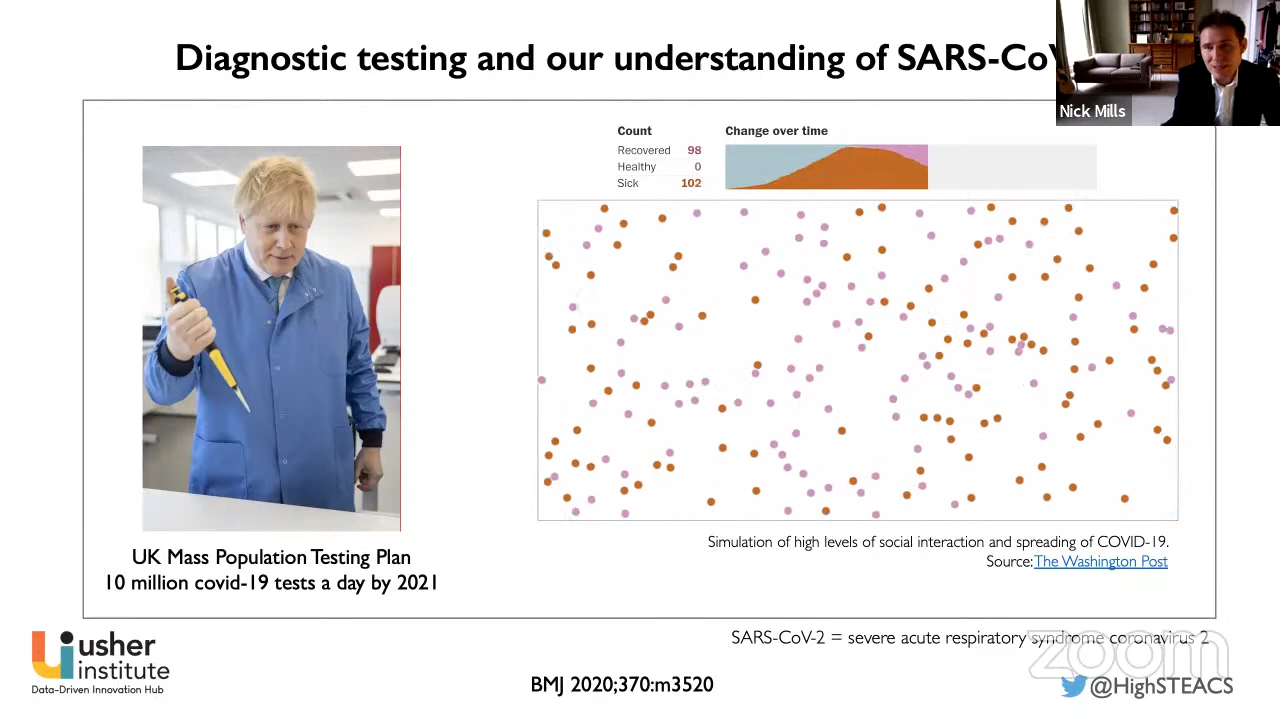 Diagnostic testing and our understanding of SARS-CoV
Nick Mills
Count
Recovered 98
Healthy 0
Sick 102
Change over time
UK Mass Population Testing Plan
10 million covid-19 tests a day by 2021
Simulation of high levels of social interaction and spreading of COVID-19.
Source: The Washington Post
SARS-CoV-2 = severe acute respiratory syndrome coronavirus 2
zoom
usher
institute
Data-Driven Innovation Hub
BMJ 2020;370:m3520
@HighSTEACS